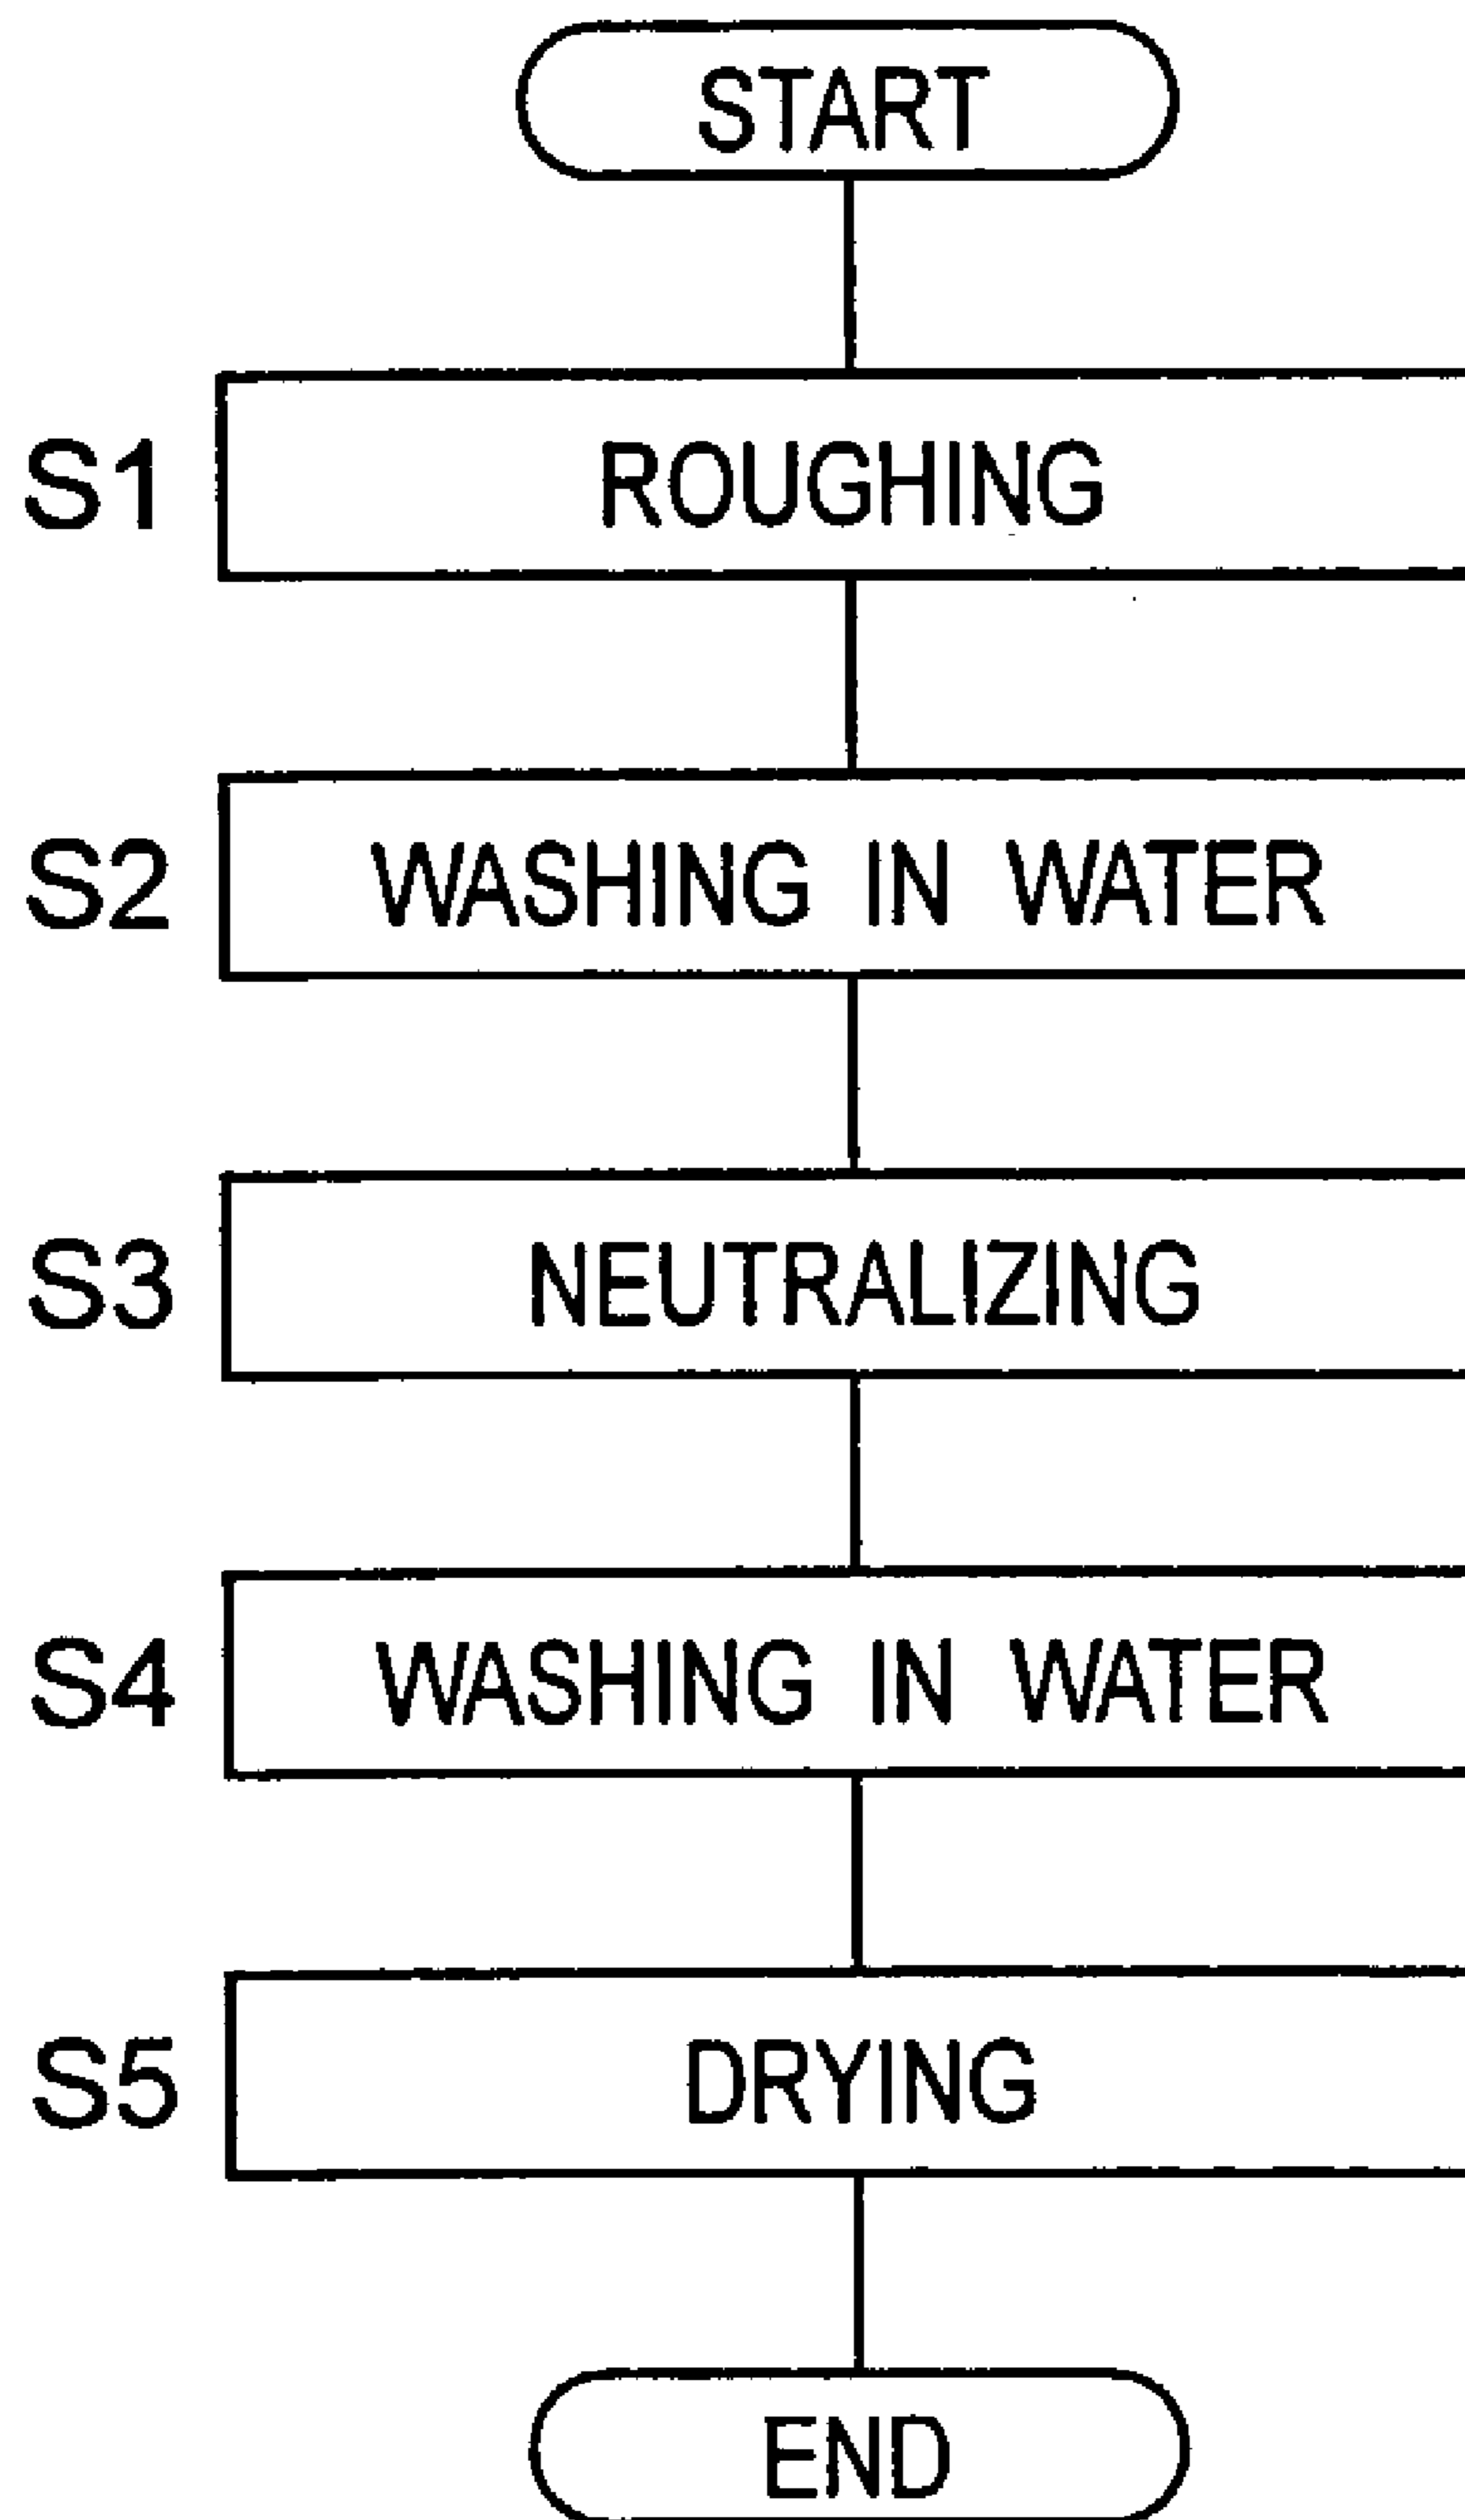 START
S1 ROUGHING
S2 WASHING IN WATER
S3 NEUTRALIZING
S4 WASHING IN WATER
S5 DRYING
END